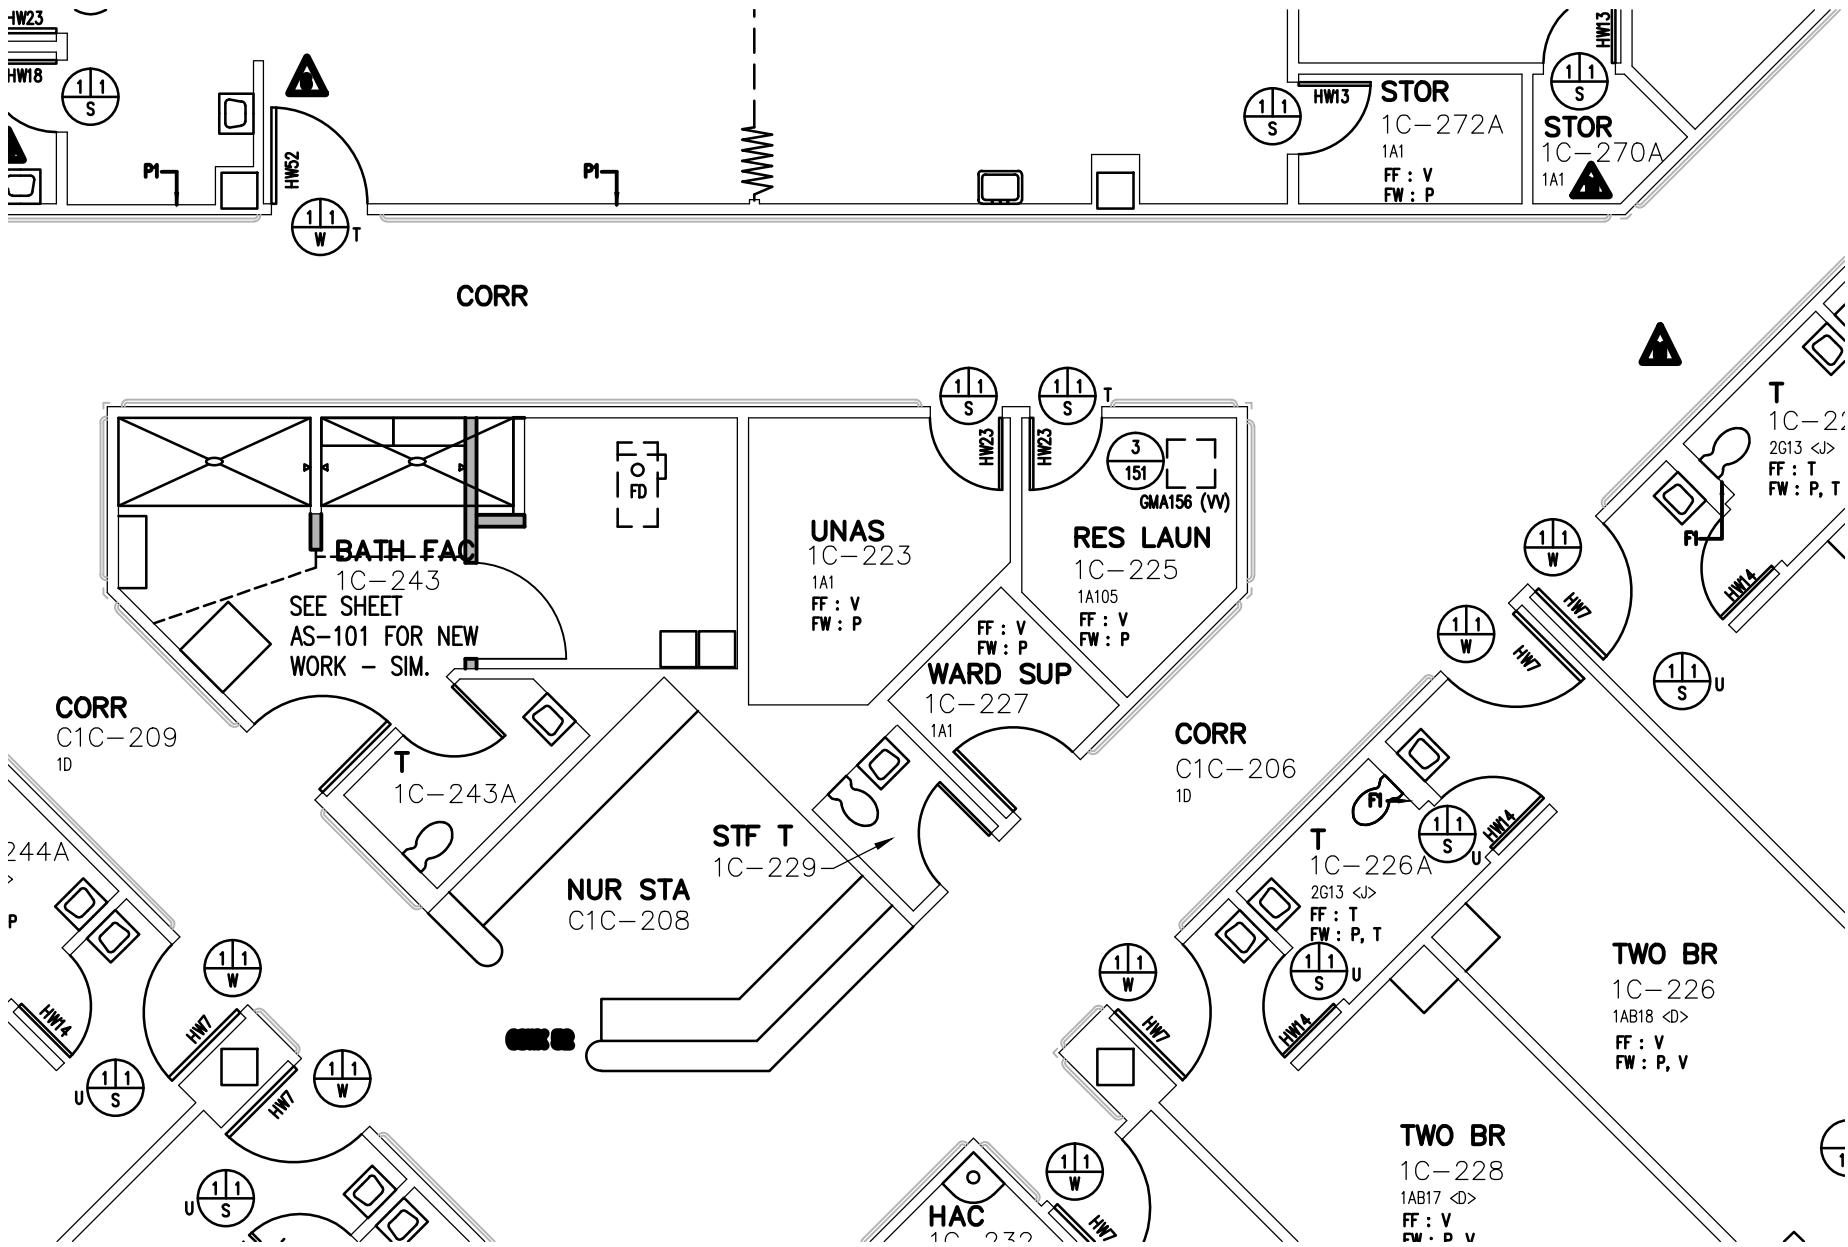 HW23
HW18
1 1
S
HW52
P1
1 1
W
T
P1
1 1
S
HW13
STOR
1C-272A
1A1
FF : V
FW : P
HW13
1 1
S
STOR
1C-270A
1A1
CORR
1 1
S
HW23
1 1
S
T
HW23
3
151
GMA156 (VV)
FD
BATH FAC
1C-243
SEE SHEET
AS-101 FOR NEW
WORK - SIM.
UNAS
1C-223
1A1
FF : V
FW : P
RES LAUN
1C-225
1A105
FF : V
FW : P
FF : V
FW : P
WARD SUP
1C-227
1A1
T
1C-22
2G13 <J>
FF : T
FW : P, T
F1
HW14
1 1
W
HW7
1 1
W
HW7
1 1
S
U
CORR
C1C-209
1D
T
1C-243A
CORR
C1C-206
1D
STF T
1C-229
NUR STA
C1C-208
244A
P
F1
1 1
S
U
HW14
T
1C-226A
2G13 <J>
FF : T
FW : P, T
1 1
S
U
HW14
1 1
W
HW7
TWO BR
1C-226
1AB18 <D>
FF : V
FW : P, V
1 1
W
HW7
HW14
1 1
S
U
1 1
W
HW7
1 1
S
U
1 1
W
HW7
HAC
1C-232
TWO BR
1C-228
1AB17 <D>
FF : V
FW : P, V